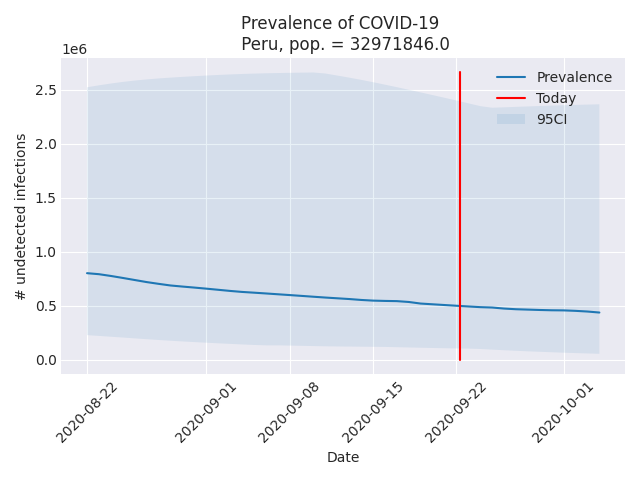 Prevalence of COVID-19
Peru, pop. = 32971846.0
1e6
Prevalence
Today
95CI
2.5
2.0
1.5
1.0
0.5
0.0
# undetected infections
2020-08-22
2020-09-01
2020-09-08
2020-09-15
2020-09-22
2020-10-01
Date